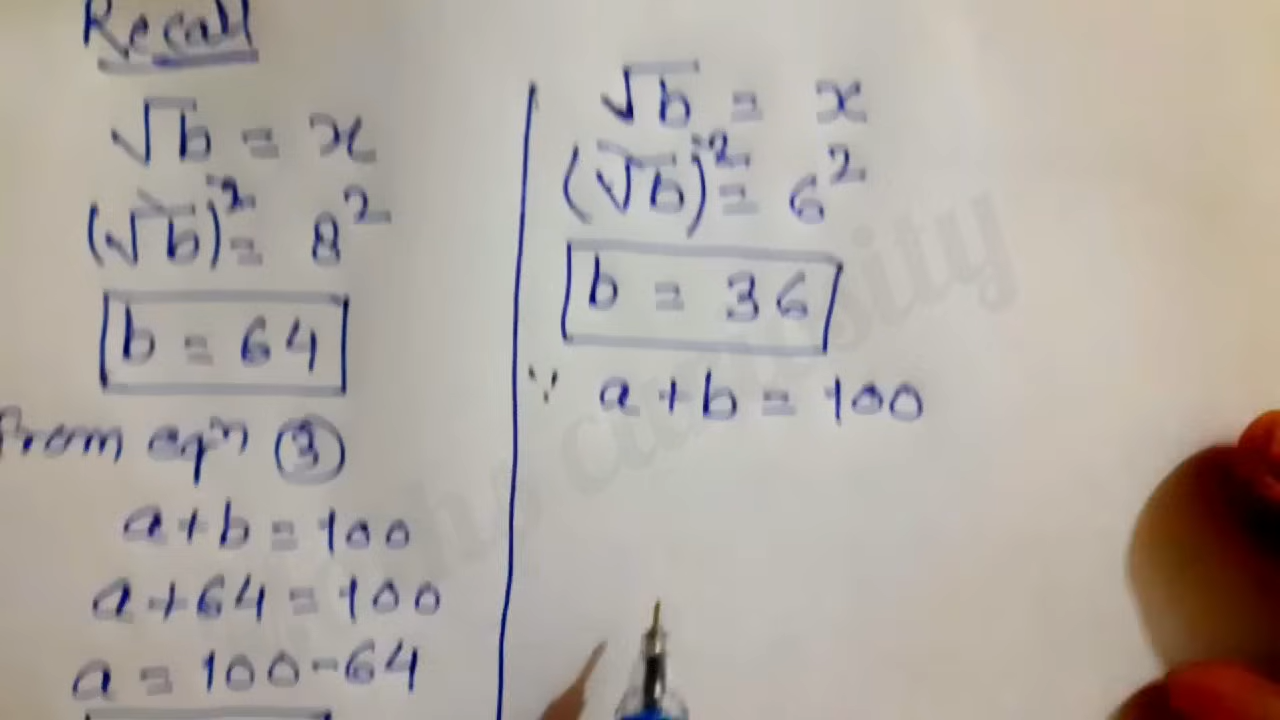 Recall
√b = x
(√b)² = 8²
b = 64
from eqⁿ ③
a + b = 100
a + 64 = 100
a = 100 - 64
√b = x
(√b)² = 6²
b = 36
∵ a + b = 100